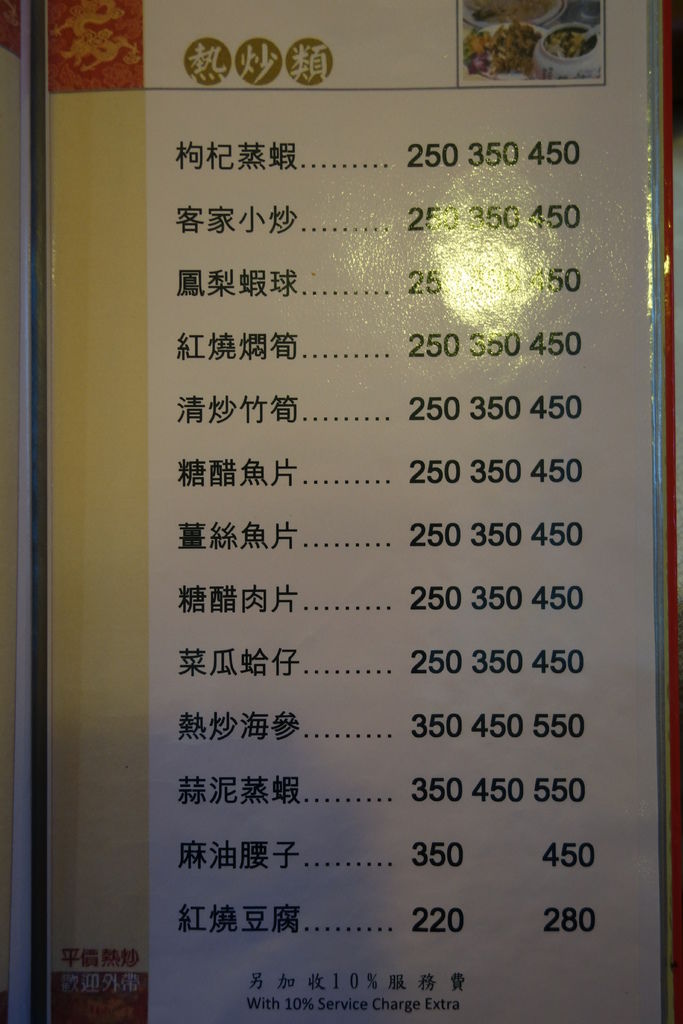 熱炒類
枸杞蒸蝦......... 250 350 450
客家小炒......... 250 350 450
鳳梨蝦球......... 450
紅燒燜筍......... 250 350 450
清炒竹筍......... 250 350 450
糖醋魚片......... 250 350 450
薑絲魚片......... 250 350 450
糖醋肉片......... 250 350 450
菜瓜蛤仔......... 250 350 450
熱炒海參......... 350 450 550
蒜泥蒸蝦......... 350 450 550
麻油腰子......... 350 450
紅燒豆腐......... 220 280
平價熱炒
歡迎外帶
另加收10%服務費
With 10% Service Charge Extra